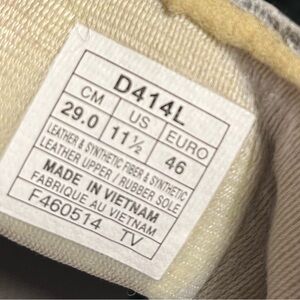 D414L
CM US EURO
29.0 11½ 46
LEATHER & SYNTHETIC FIBER & SYNTHETIC
LEATHER UPPER / RUBBER SOLE
MADE IN VIETNAM
FABRIQUE AU VIETNAM
F460514 TV